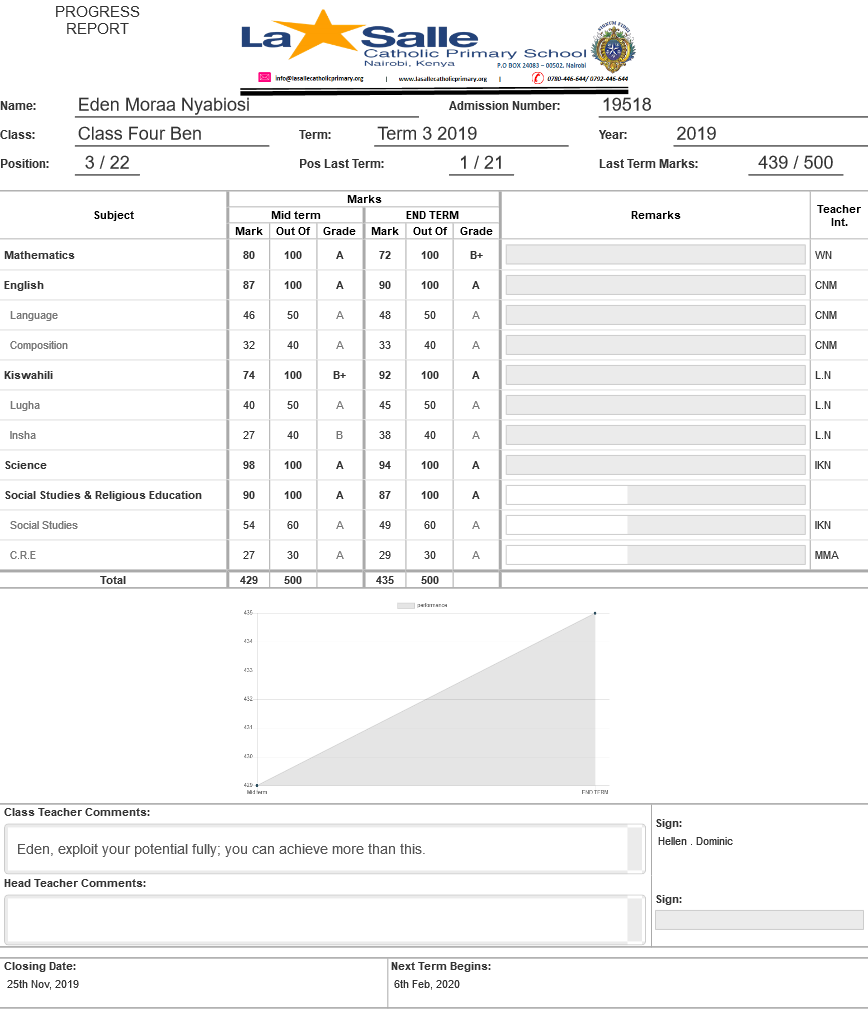 PROGRESS
REPORT
La Salle
Catholic Primary School
Nairobi, Kenya
P.O BOX 24083 – 00502, Nairobi
info@lasallecatholicprimary.org | www.lasallecatholicprimary.org | 0780-446-644/ 0792-446-644
Name: Eden Moraa Nyabiosi Admission Number: 19518
Class: Class Four Ben Term: Term 3 2019 Year: 2019
Position: 3 / 22 Pos Last Term: 1 / 21 Last Term Marks: 439 / 500
Marks
Subject Mid term END TERM Remarks Teacher Int.
Mark Out Of Grade Mark Out Of Grade
Mathematics 80 100 A 72 100 B+ WN
English 87 100 A 90 100 A CNM
Language 46 50 A 48 50 A CNM
Composition 32 40 A 33 40 A CNM
Kiswahili 74 100 B+ 92 100 A L.N
Lugha 40 50 A 45 50 A L.N
Insha 27 40 B 38 40 A L.N
Science 98 100 A 94 100 A IKN
Social Studies & Religious Education 90 100 A 87 100 A
Social Studies 54 60 A 49 60 A IKN
C.R.E 27 30 A 29 30 A MMA
Total 429 500 435 500
performance
435
434
433
432
431
430
429
Mid term END TERM
Class Teacher Comments:
Sign:
Eden, exploit your potential fully; you can achieve more than this.
Hellen . Dominic
Head Teacher Comments:
Sign:
Closing Date: Next Term Begins:
25th Nov, 2019 6th Feb, 2020